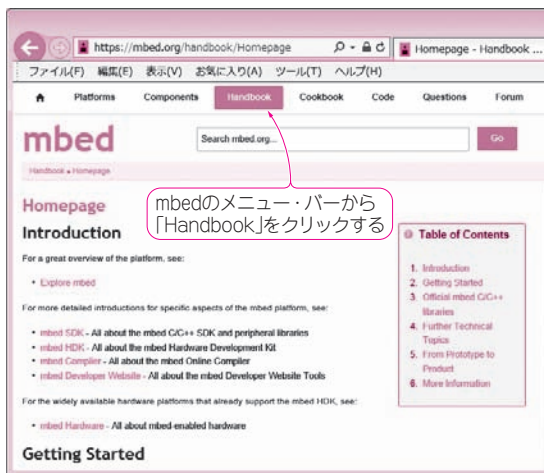 https://mbed.org/handbook/Homepage
Homepage - Handbook ...
ファイル(F) 編集(E) 表示(V) お気に入り(A) ツール(T) ヘルプ(H)
Platforms Components Handbook Cookbook Code Questions Forum
mbed
Search mbed.org...
Go
Handbook » Homepage
mbedのメニュー・バーから
「Handbook」をクリックする
Homepage
Introduction
For a great overview of the platform, see:
• Explore mbed
For more detailed introductions for specific aspects of the mbed platform, see:
• mbed SDK - All about the mbed C/C++ SDK and peripheral libraries
• mbed HDK - All about the mbed Hardware Development Kit
• mbed Compiler - All about the mbed Online Compiler
• mbed Developer Website - All about the mbed Developer Website Tools
For the widely available hardware platforms that already support the mbed HDK, see:
• mbed Hardware - All about mbed-enabled hardware
Getting Started
Table of Contents
1. Introduction
2. Getting Started
3. Official mbed C/C++
libraries
4. Further Technical
Topics
5. From Prototype to
Product
6. More Information